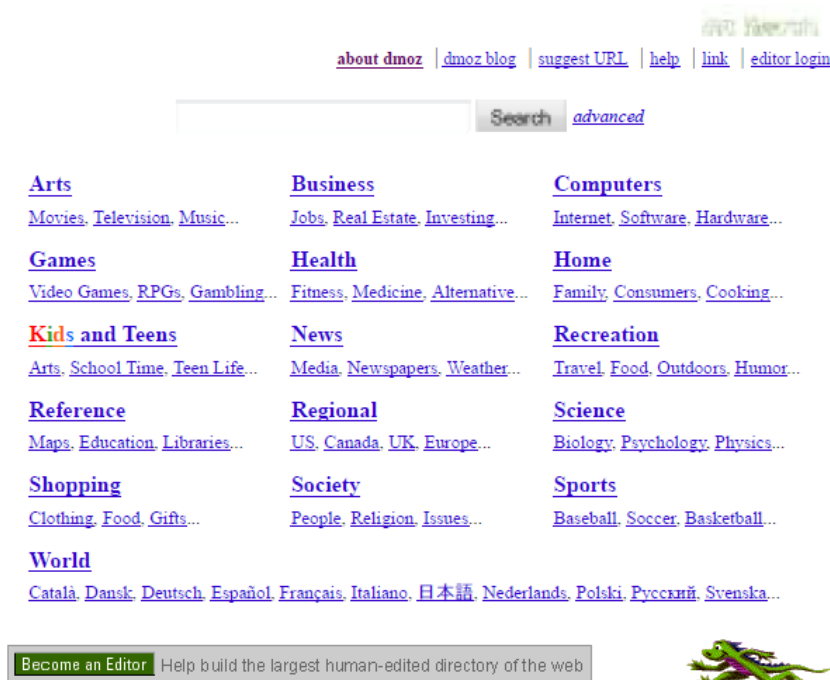 about dmoz | dmoz blog | suggest URL | help | link | editor login
Search advanced
Arts Business Computers
Movies, Television, Music... Jobs, Real Estate, Investing... Internet, Software, Hardware...
Games Health Home
Video Games, RPGs, Gambling... Fitness, Medicine, Alternative... Family, Consumers, Cooking...
Kids and Teens News Recreation
Arts, School Time, Teen Life... Media, Newspapers, Weather... Travel, Food, Outdoors, Humor...
Reference Regional Science
Maps, Education, Libraries... US, Canada, UK, Europe... Biology, Psychology, Physics...
Shopping Society Sports
Clothing, Food, Gifts... People, Religion, Issues... Baseball, Soccer, Basketball...
World
Català, Dansk, Deutsch, Español, Français, Italiano, 日本語, Nederlands, Polski, Русский, Svenska...
Become an Editor Help build the largest human-edited directory of the web